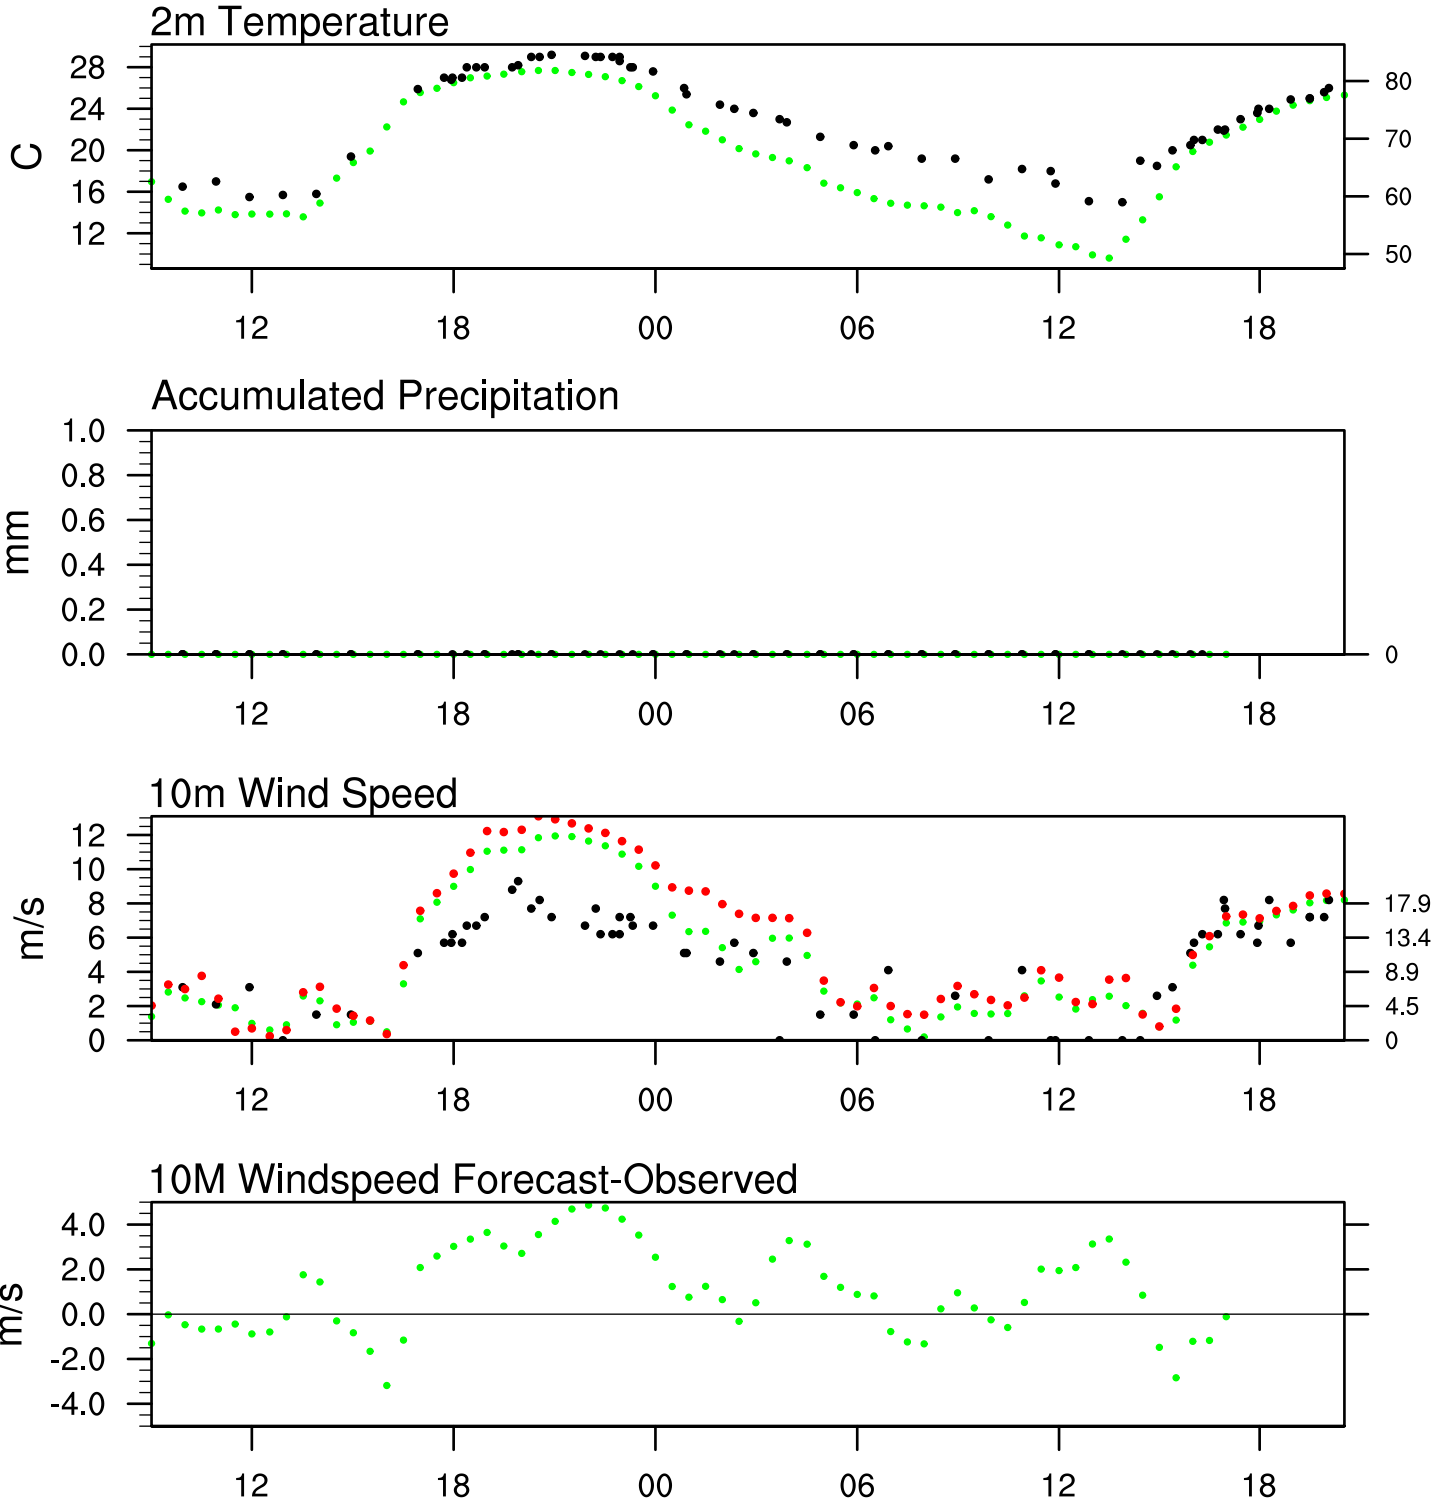 2m Temperature
C
28
24
20
16
12
80
70
60
50
12 18 00 06 12 18
Accumulated Precipitation
mm
1.0
0.8
0.6
0.4
0.2
0.0
0
12 18 00 06 12 18
10m Wind Speed
m/s
12
10
8
6
4
2
0
17.9
13.4
8.9
4.5
0
12 18 00 06 12 18
10M Windspeed Forecast-Observed
m/s
4.0
2.0
0.0
-2.0
-4.0
12 18 00 06 12 18